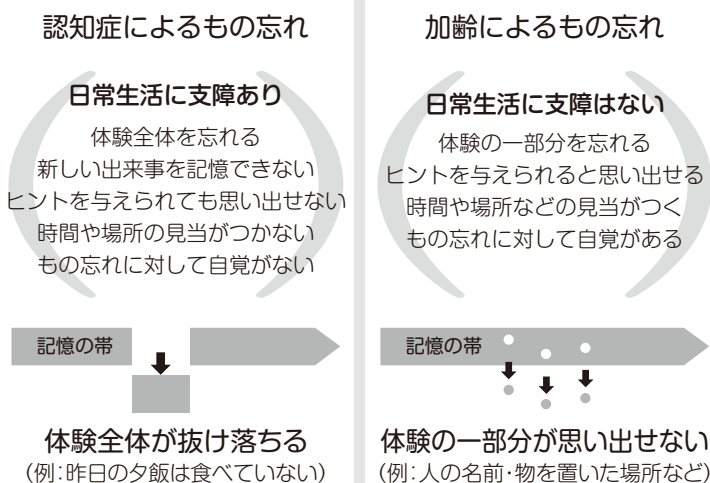 認知症によるもの忘れ
日常生活に支障あり
体験全体を忘れる
新しい出来事を記憶できない
ヒントを与えられても思い出せない
時間や場所の見当がつかない
もの忘れに対して自覚がない
記憶の帯
体験全体が抜け落ちる
(例:昨日の夕飯は食べていない)
加齢によるもの忘れ
日常生活に支障はない
体験の一部分を忘れる
ヒントを与えられると思い出せる
時間や場所などの見当がつく
もの忘れに対して自覚がある
記憶の帯
体験の一部分が思い出せない
(例:人の名前・物を置いた場所など)